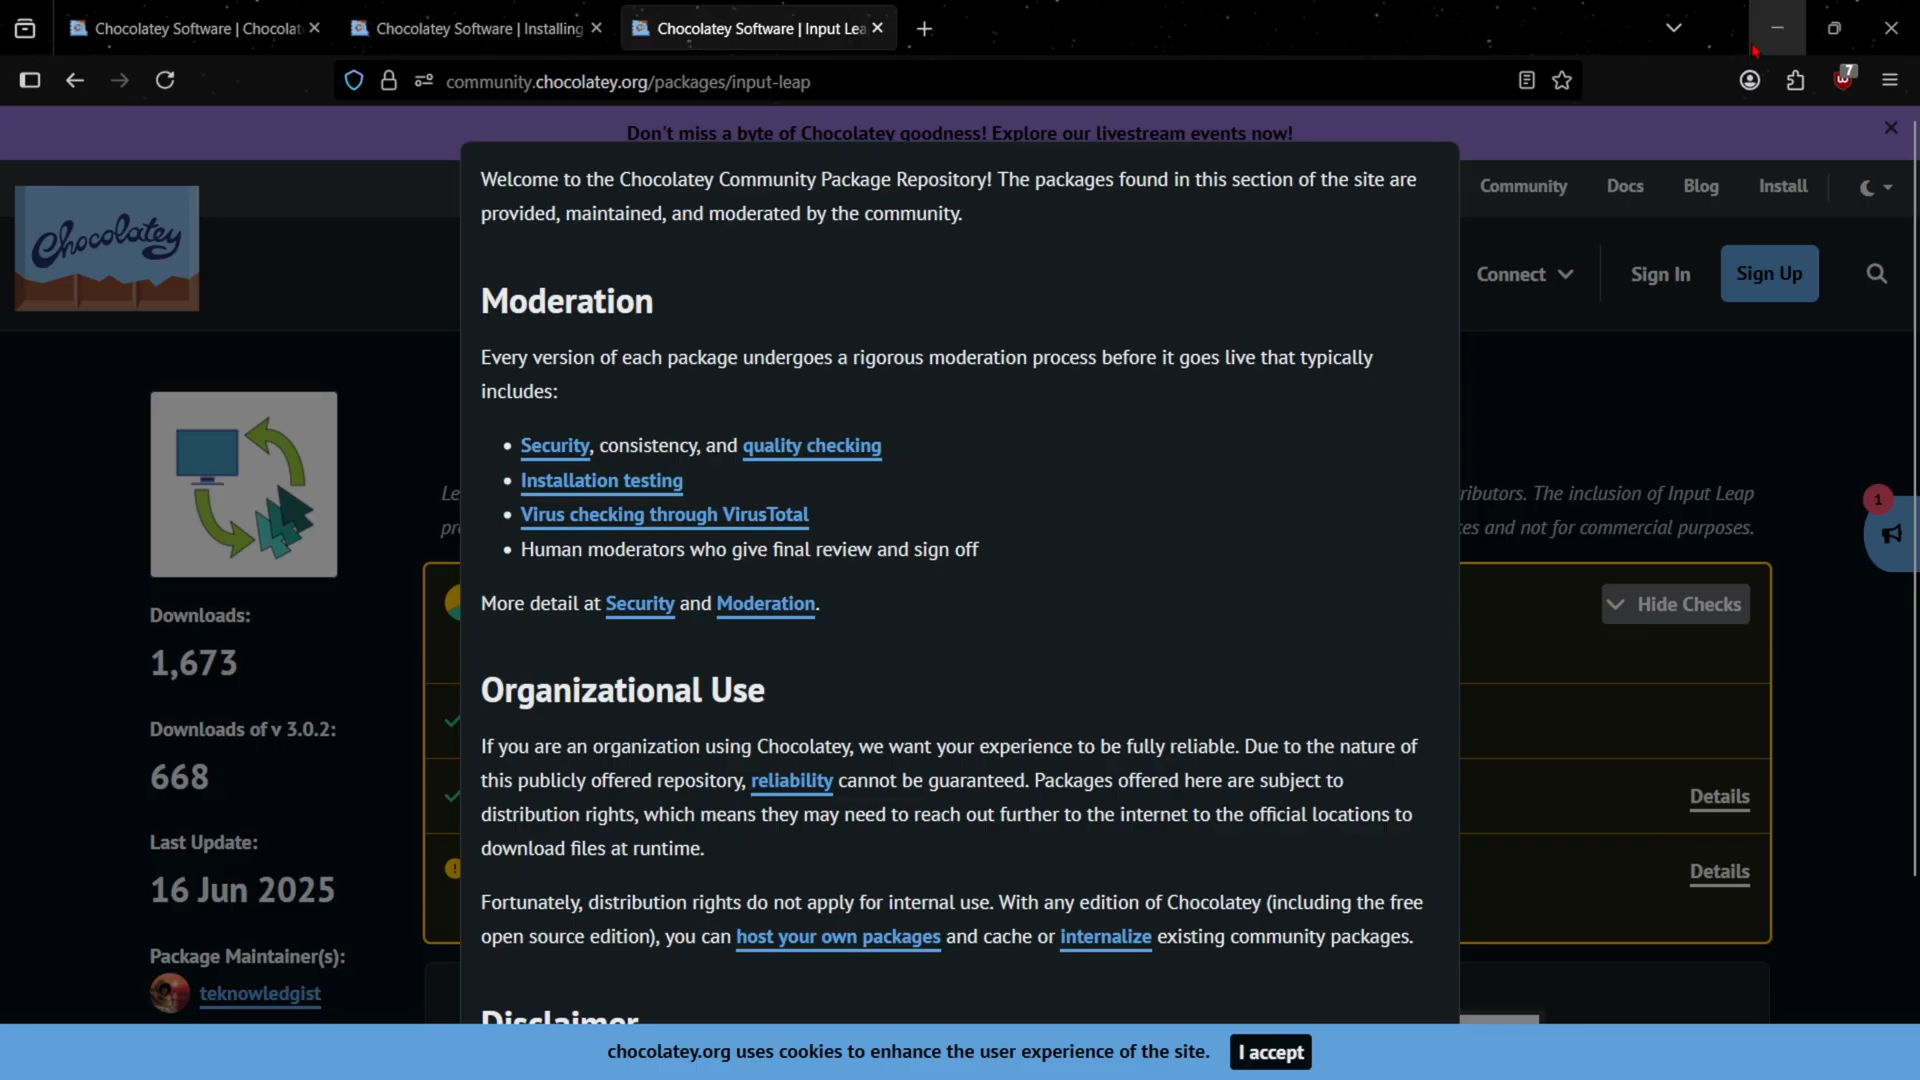 Chocolatey Software | Chocolat
Chocolatey Software | Installing
Chocolatey Software | Input Lea
community.chocolatey.org/packages/input-leap
7
Don't miss a byte of Chocolatey goodness! Explore our livestream events now!
Chocolatey
Community
Docs
Blog
Install
Connect
Sign In
Sign Up
Welcome to the Chocolatey Community Package Repository! The packages found in this section of the site are
provided, maintained, and moderated by the community.
Moderation
Every version of each package undergoes a rigorous moderation process before it goes live that typically
includes:
• Security, consistency, and quality checking
• Installation testing
• Virus checking through VirusTotal
• Human moderators who give final review and sign off
More detail at Security and Moderation.
Organizational Use
If you are an organization using Chocolatey, we want your experience to be fully reliable. Due to the nature of
this publicly offered repository, reliability cannot be guaranteed. Packages offered here are subject to
distribution rights, which means they may need to reach out further to the internet to the official locations to
download files at runtime.
Fortunately, distribution rights do not apply for internal use. With any edition of Chocolatey (including the free
open source edition), you can host your own packages and cache or internalize existing community packages.
Disclaimer
Le
pr
ributors. The inclusion of Input Leap
es and not for commercial purposes.
1
Hide Checks
Details
Details
Downloads:
1,673
Downloads of v 3.0.2:
668
Last Update:
16 Jun 2025
Package Maintainer(s):
teknowledgist
chocolatey.org uses cookies to enhance the user experience of the site.
I accept